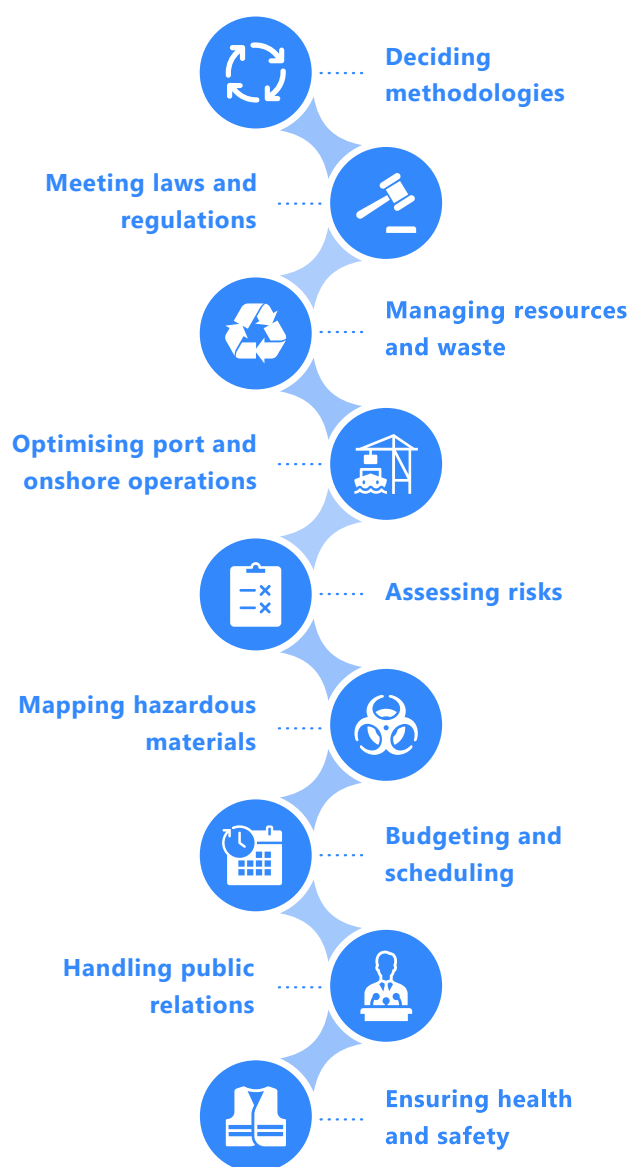 Deciding
methodologies
Meeting laws and
regulations
Managing resources
and waste
Optimising port and
onshore operations
Assessing risks
Mapping hazardous
materials
Budgeting and
scheduling
Handling public
relations
Ensuring health
and safety